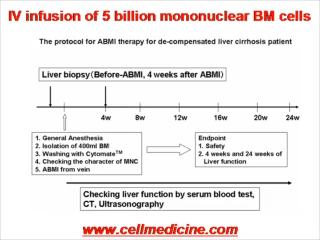 IV infusion of 5 billion mononuclear BM cells
The protocol for ABMI therapy for de-compensated liver cirrhosis patient
Liver biopsy(Before-ABMI, 4 weeks after ABMI)
4w 8w 12w 16w 20w 24w
1. General Anesthesia
2. Isolation of 400ml BM
3. Washing with Cytomate™
4. Checking the character of MNC
5. ABMI from vein
Endpoint
1. Safety
2. 4 weeks and 24 weeks of
Liver function
Checking liver function by serum blood test,
CT, Ultrasonography
www.cellmedicine.com